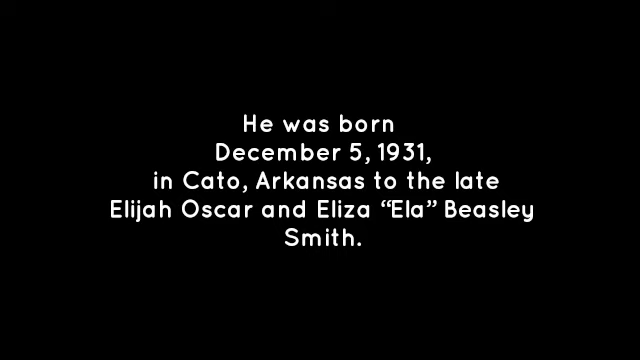 He was born
December 5, 1931,
in Cato, Arkansas to the late
Elijah Oscar and Eliza “Ela” Beasley
Smith.